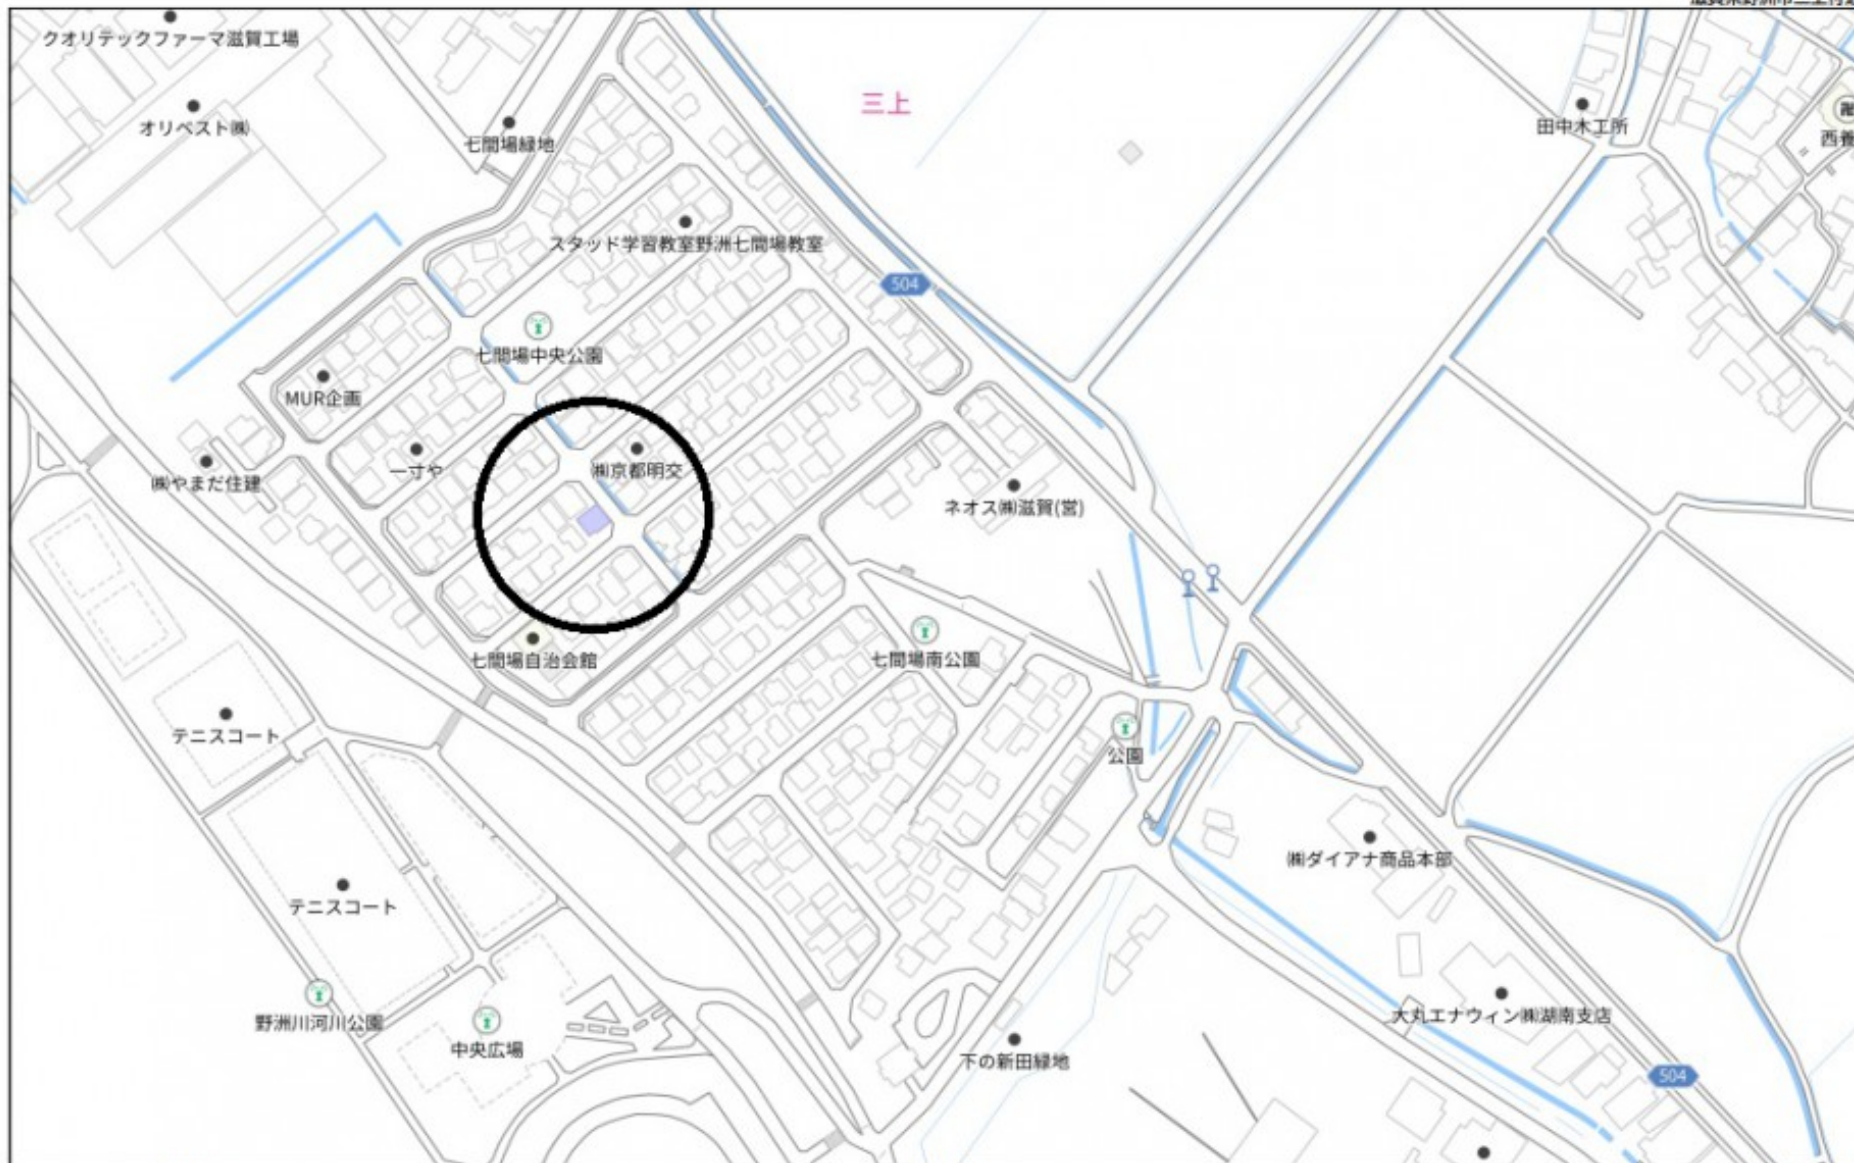 クオリテックファーマ滋賀工場
三上
オリベスト㈱
七間場緑地
田中木工所
西養
スタッド学習教室野洲七間場教室
504
七間場中央公園
MUR企画
一寸や
㈱京都明交
㈱やまだ住建
ネオス㈱滋賀(営)
七間場自治会館
七間場南公園
テニスコート
公園
㈱ダイアナ商品本部
テニスコート
野洲川河川公園
中央広場
大丸エナウィン㈱湖南支店
下の新田緑地
504